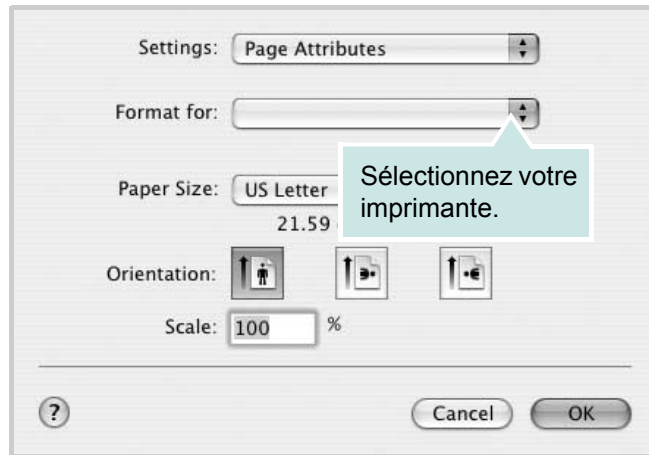 Settings: Page Attributes
Format for:
Paper Size: US Letter
21.59
Sélectionnez votre
imprimante.
Orientation:
Scale: 100 %
? Cancel OK